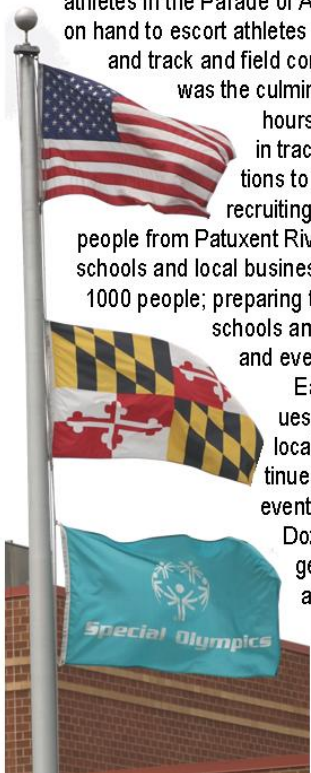 athletes in the Parade of A
on hand to escort athletes
and track and field con
was the culmin
hours
in trac
tions to
recruiting
people from Patuxent Riv
schools and local busines
1000 people; preparing t
schools an
and eve
Ea
ues
loca
tinue
event
Doz
ge
a
Special Olympics